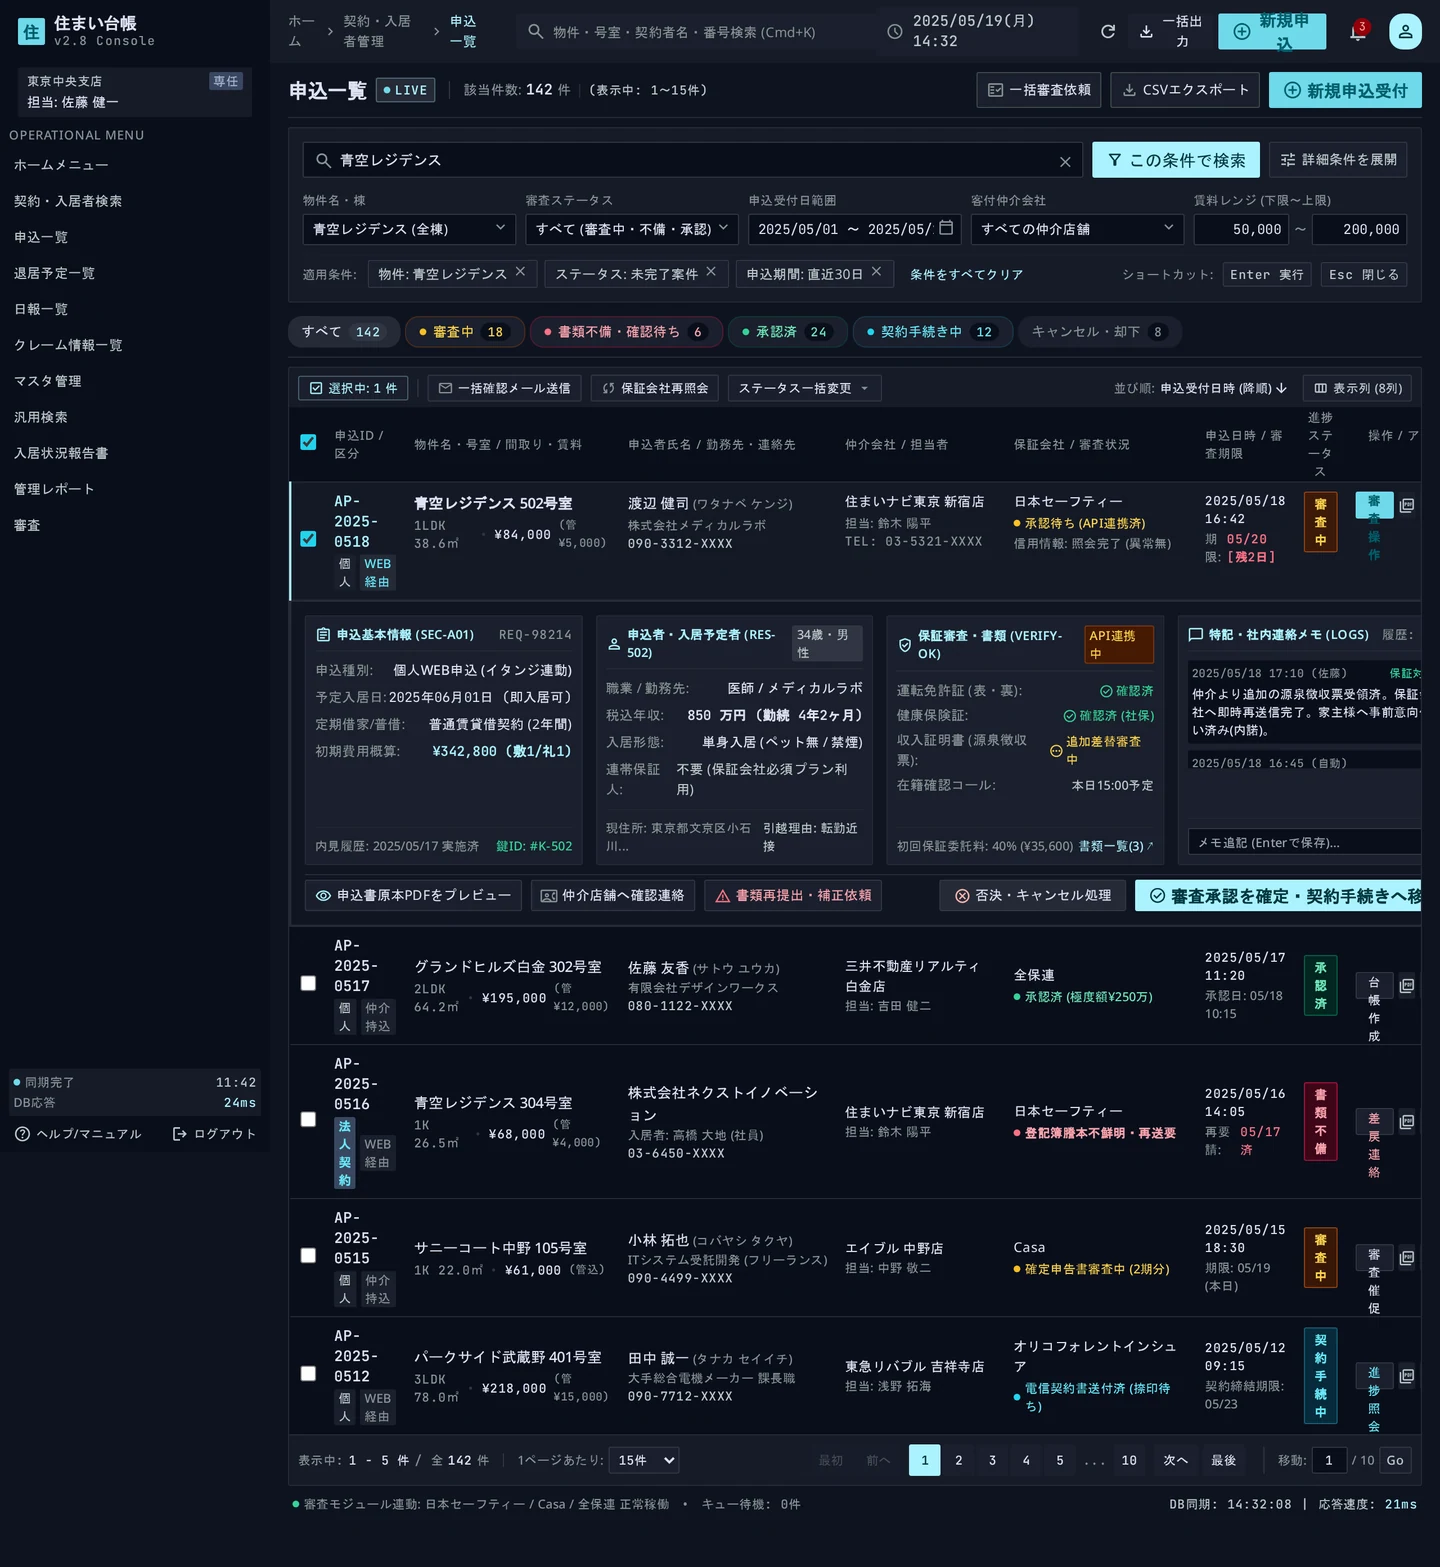 住
住まい台帳
v2.8 Console
東京中央支店
専任
担当: 佐藤 健一
OPERATIONAL MENU
ホームメニュー
契約・入居者検索
申込一覧
退居予定一覧
日報一覧
クレーム情報一覧
マスタ管理
汎用検索
入居状況報告書
管理レポート
審査
同期完了
11:42
DB応答
24ms
ヘルプ/マニュアル
ログアウト
ホー
ム
契約・入居
者管理
申込
一覧
物件・号室・契約者名・番号検索 (Cmd+K)
2025/05/19(月)
14:32
一括出
力
新規申
込
3
申込一覧
LIVE
該当件数: 142 件
(表示中: 1〜15件)
一括審査依頼
CSVエクスポート
新規申込受付
青空レジデンス
この条件で検索
詳細条件を展開
物件名・棟
審査ステータス
申込受付日範囲
客付仲介会社
賃料レンジ (下限〜上限)
青空レジデンス (全棟)
すべて (審査中・不備・承認)
2025/05/01 〜 2025/05/
すべての仲介店舗
50,000
〜
200,000
適用条件:
物件: 青空レジデンス
ステータス: 未完了案件
申込期間: 直近30日
条件をすべてクリア
ショートカット:
Enter 実行
Esc 閉じる
すべて 142
審査中 18
書類不備・確認待ち 6
承認済 24
契約手続き中 12
キャンセル・却下 8
選択中: 1 件
一括確認メール送信
保証会社再照会
ステータス一括変更
並び順: 申込受付日時 (降順)
表示列 (8列)
申込ID /
区分
物件名・号室 / 間取り・賃料
申込者氏名 / 勤務先・連絡先
仲介会社 / 担当者
保証会社 / 審査状況
申込日時 / 審
査期限
進捗
ステ
ータ
ス
操作 / ア
AP-
2025-
0518
個
人
WEB
経由
青空レジデンス 502号室
1LDK
38.6㎡
¥84,000
(管
¥5,000)
渡辺 健司 (ワタナベ ケンジ)
株式会社メディカルラボ
090-3312-XXXX
住まいナビ東京 新宿店
担当: 鈴木 陽平
TEL: 03-5321-XXXX
日本セーフティー
承認待ち (API連携済)
信用情報: 照会完了 (異常無)
2025/05/18
16:42
期
限:
05/20
[残2日]
審
査
中
審
査
操
作
申込基本情報 (SEC-A01)
REQ-98214
申込種別:
個人WEB申込 (イタンジ連動)
予定入居日:
2025年06月01日 (即入居可)
定期借家/普借:
普通賃貸借契約 (2年間)
初期費用概算:
¥342,800 (敷1/礼1)
内見履歴: 2025/05/17 実施済
鍵ID: #K-502
申込者・入居予定者 (RES-
502)
34歳・男
性
職業 / 勤務先:
医師 / メディカルラボ
税込年収:
850 万円 (勤続 4年2ヶ月)
入居形態:
単身入居 (ペット無 / 禁煙)
連帯保証
人:
不要 (保証会社必須プラン利
用)
現住所: 東京都文京区小石
川...
引越理由: 転勤近
接
保証審査・書類 (VERIFY-
OK)
API連携
中
運転免許証 (表・裏):
確認済
健康保険証:
確認済 (社保)
収入証明書 (源泉徴収
票):
追加差替審査
中
在籍確認コール:
本日15:00予定
初回保証委託料: 40% (¥35,600)
書類一覧(3)↗
特記・社内連絡メモ (LOGS)
履歴:
2025/05/18 17:10 (佐藤)
仲介より追加の源泉徴収票受領済。保証会
社へ即時再送信完了。家主様へ事前意向
い済み(内諾)。
2025/05/18 16:45 (自動)
メモ追記 (Enterで保存)...
申込書原本PDFをプレビュー
仲介店舗へ確認連絡
書類再提出・補正依頼
否決・キャンセル処理
審査承認を確定・契約手続きへ移
AP-
2025-
0517
個
人
仲介
持込
グランドヒルズ白金 302号室
2LDK
64.2㎡
¥195,000
(管
¥12,000)
佐藤 友香 (サトウ ユウカ)
有限会社デザインワークス
080-1122-XXXX
三井不動産リアルティ
白金店
担当: 吉田 健二
全保連
承認済 (極度額¥250万)
2025/05/17
11:20
承認日: 05/18
10:15
承
認
済
台
帳
作
成
AP-
2025-
0516
法
人
契
約
WEB
経由
青空レジデンス 304号室
1K
26.5㎡
¥68,000
(管
¥4,000)
株式会社ネクストイノベーシ
ョン
入居者: 高橋 大地 (社員)
03-6450-XXXX
住まいナビ東京 新宿店
担当: 鈴木 陽平
日本セーフティー
登記簿謄本不鮮明・再送要
2025/05/16
14:05
再要
請:
05/17
済
書
類
不
備
差
戻
連
絡
AP-
2025-
0515
個
人
仲介
持込
サニーコート中野 105号室
1K 22.0㎡
¥61,000 (管込)
小林 拓也 (コバヤシ タクヤ)
ITシステム受託開発 (フリーランス)
090-4499-XXXX
エイブル 中野店
担当: 中野 敬二
Casa
確定申告書審査中 (2期分)
2025/05/15
18:30
期限: 05/19
(本日)
審
査
中
審
査
催
促
AP-
2025-
0512
個
人
WEB
経由
パークサイド武蔵野 401号室
3LDK
78.0㎡
¥218,000
(管
¥15,000)
田中 誠一 (タナカ セイイチ)
大手総合電機メーカー 課長職
090-7712-XXXX
東急リバブル 吉祥寺店
担当: 浅野 拓海
オリコフォレントインシュ
ア
電信契約書送付済 (捺印待
ち)
2025/05/12
09:15
契約締結期限:
05/23
契
約
手
続
中
進
捗
照
会
表示中: 1 - 5 件 / 全 142 件
1ページあたり:
15件
最初
前へ
1
2
3
4
5
...
10
次へ
最後
移動:
1
/ 10
Go
審査モジュール連動: 日本セーフティー / Casa / 全保連 正常稼働 • キュー待機: 0件
DB同期: 14:32:08 | 応答速度: 21ms